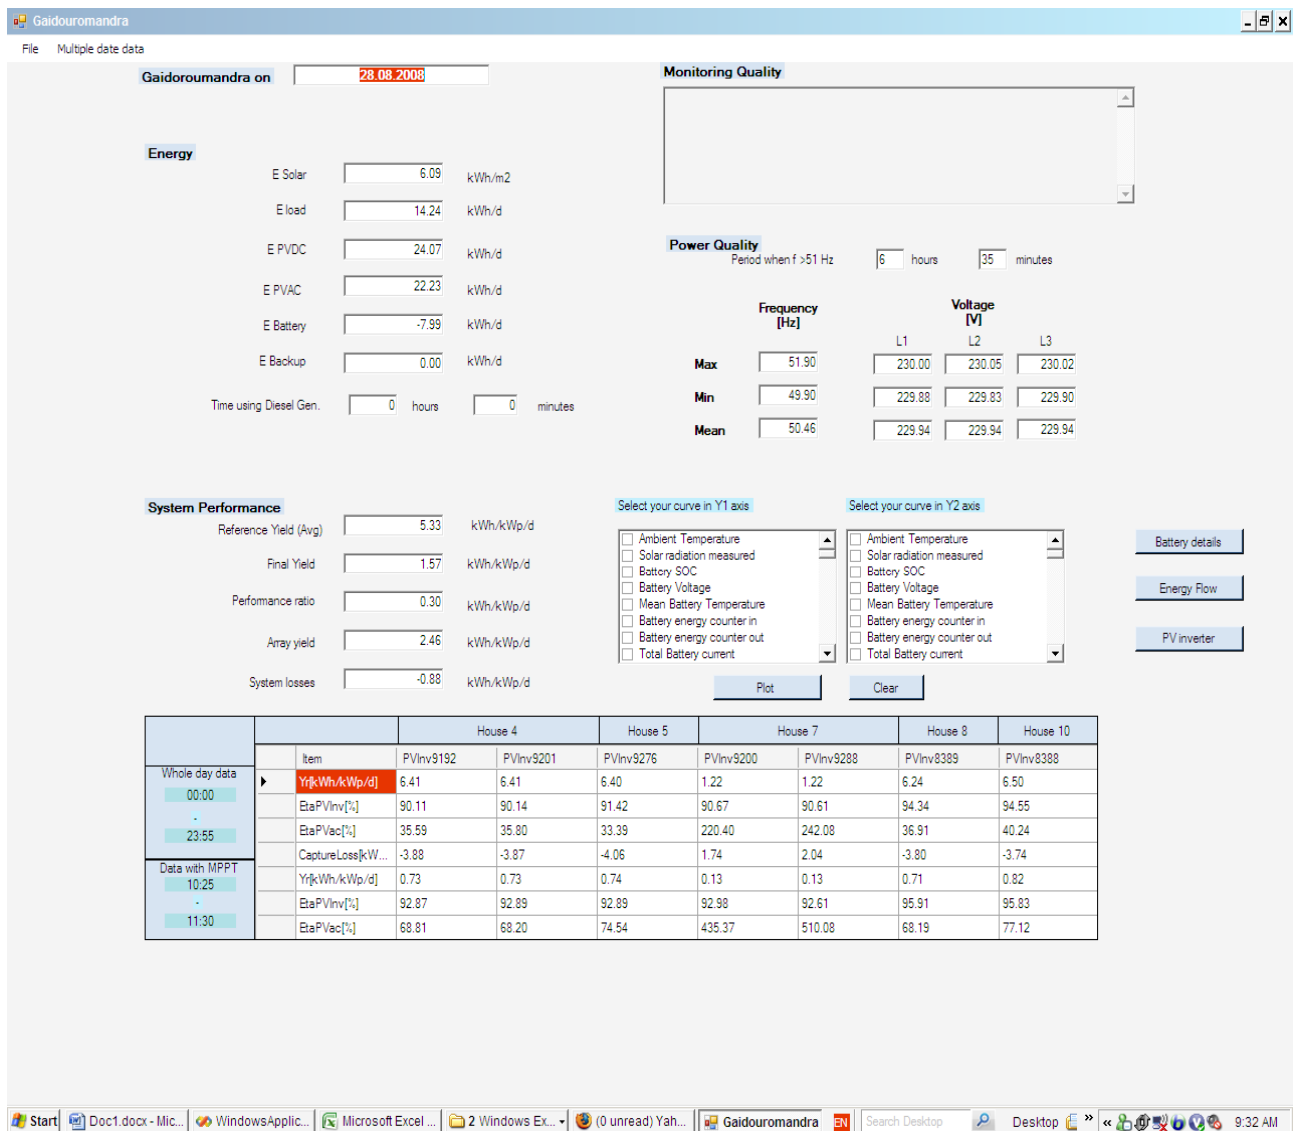 Gaidouromandra
File Multiple date data
Gaidoroumandra on 28.08.2008
Monitoring Quality
Energy
E Solar 6.09 kWh/m2
E load 14.24 kWh/d
E PVDC 24.07 kWh/d
E PVAC 22.23 kWh/d
E Battery -7.99 kWh/d
E Backup 0.00 kWh/d
Time using Diesel Gen. 0 hours 0 minutes
Power Quality
Period when f >51 Hz 6 hours 35 minutes
Frequency [Hz] Voltage [V]
L1 L2 L3
Max 51.90 230.00 230.05 230.02
Min 49.90 229.88 229.83 229.90
Mean 50.46 229.94 229.94 229.94
System Performance
Reference Yield (Avg) 5.33 kWh/kWp/d
Final Yield 1.57 kWh/kWp/d
Performance ratio 0.30 kWh/kWp/d
Array yield 2.46 kWh/kWp/d
System losses -0.88 kWh/kWp/d
Select your curve in Y1 axis
Ambient Temperature
Solar radiation measured
Battery SOC
Battery Voltage
Mean Battery Temperature
Battery energy counter in
Battery energy counter out
Total Battery current
Select your curve in Y2 axis
Ambient Temperature
Solar radiation measured
Battery SOC
Battery Voltage
Mean Battery Temperature
Battery energy counter in
Battery energy counter out
Total Battery current
Plot Clear
Battery details
Energy Flow
PV inverter
House 4 House 5 House 7 House 8 House 10
Item PVInv9192 PVInv9201 PVInv9276 PVInv9200 PVInv9288 PVInv8389 PVInv8388
Whole day data
00:00
-
23:55
Yr[kWh/kWp/d] 6.41 6.41 6.40 1.22 1.22 6.24 6.50
EtaPVInv[%] 90.11 90.14 91.42 90.67 90.61 94.34 94.55
EtaPVac[%] 35.59 35.80 33.39 220.40 242.08 36.91 40.24
CaptureLoss[kW... -3.88 -3.87 -4.06 1.74 2.04 -3.80 -3.74
Data with MPPT
10:25
-
11:30
Yr[kWh/kWp/d] 0.73 0.73 0.74 0.13 0.13 0.71 0.82
EtaPVInv[%] 92.87 92.89 92.89 92.98 92.61 95.91 95.83
EtaPVac[%] 68.81 68.20 74.54 435.37 510.08 68.19 77.12
Start Doc1.docx - Mic... WindowsApplic... Microsoft Excel ... 2 Windows Ex... (0 unread) Yah... Gaidouromandra EN Search Desktop Desktop » « 9:32 AM